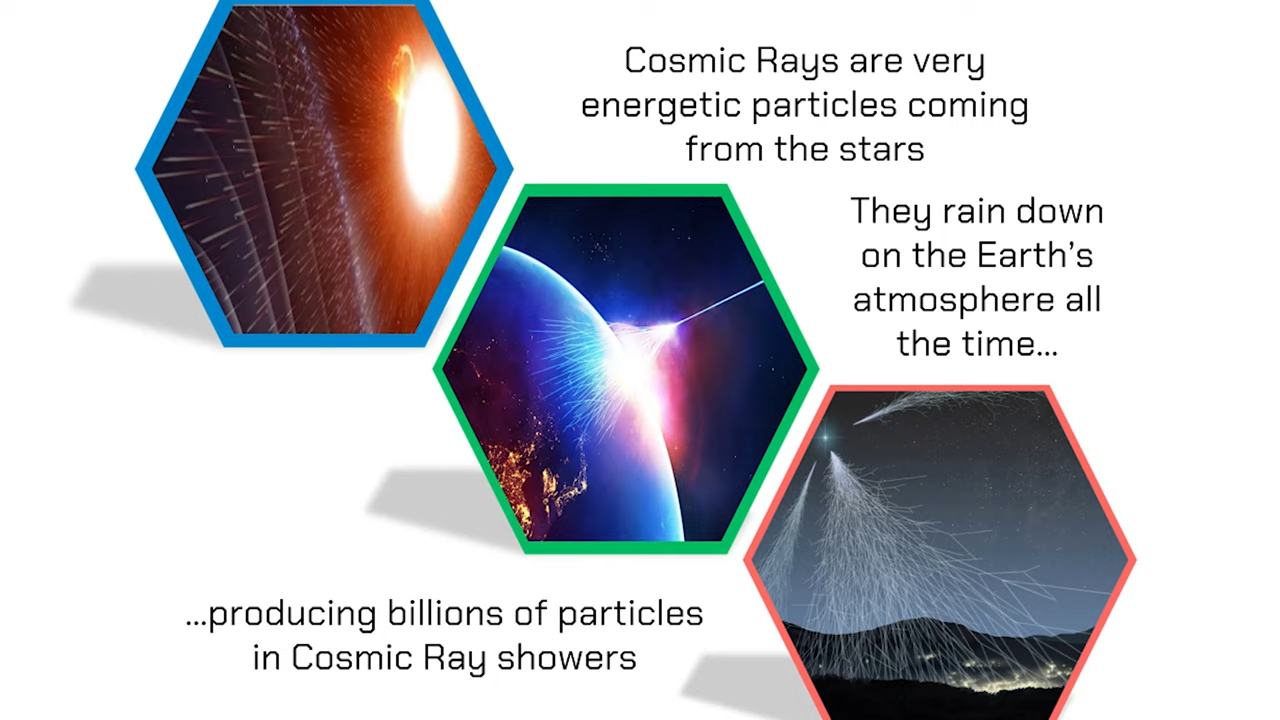 Cosmic Rays are very
energetic particles coming
from the stars
They rain down
on the Earth's
atmosphere all
the time...
...producing billions of particles
in Cosmic Ray showers